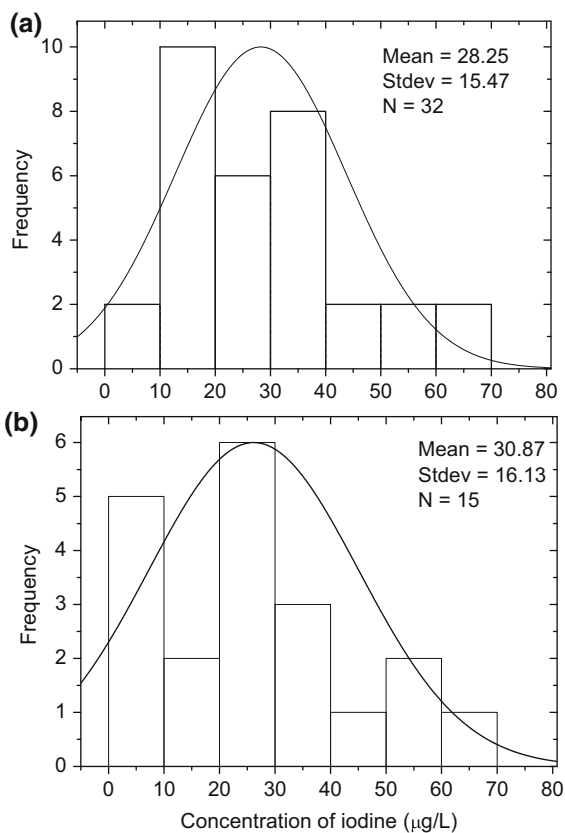 (a)
Mean = 28.25
Stdev = 15.47
N = 32
Frequency
10
8
6
4
2
0
0 10 20 30 40 50 60 70 80
(b)
Mean = 30.87
Stdev = 16.13
N = 15
Frequency
6
5
4
3
2
1
0
0 10 20 30 40 50 60 70 80
Concentration of iodine (μg/L)